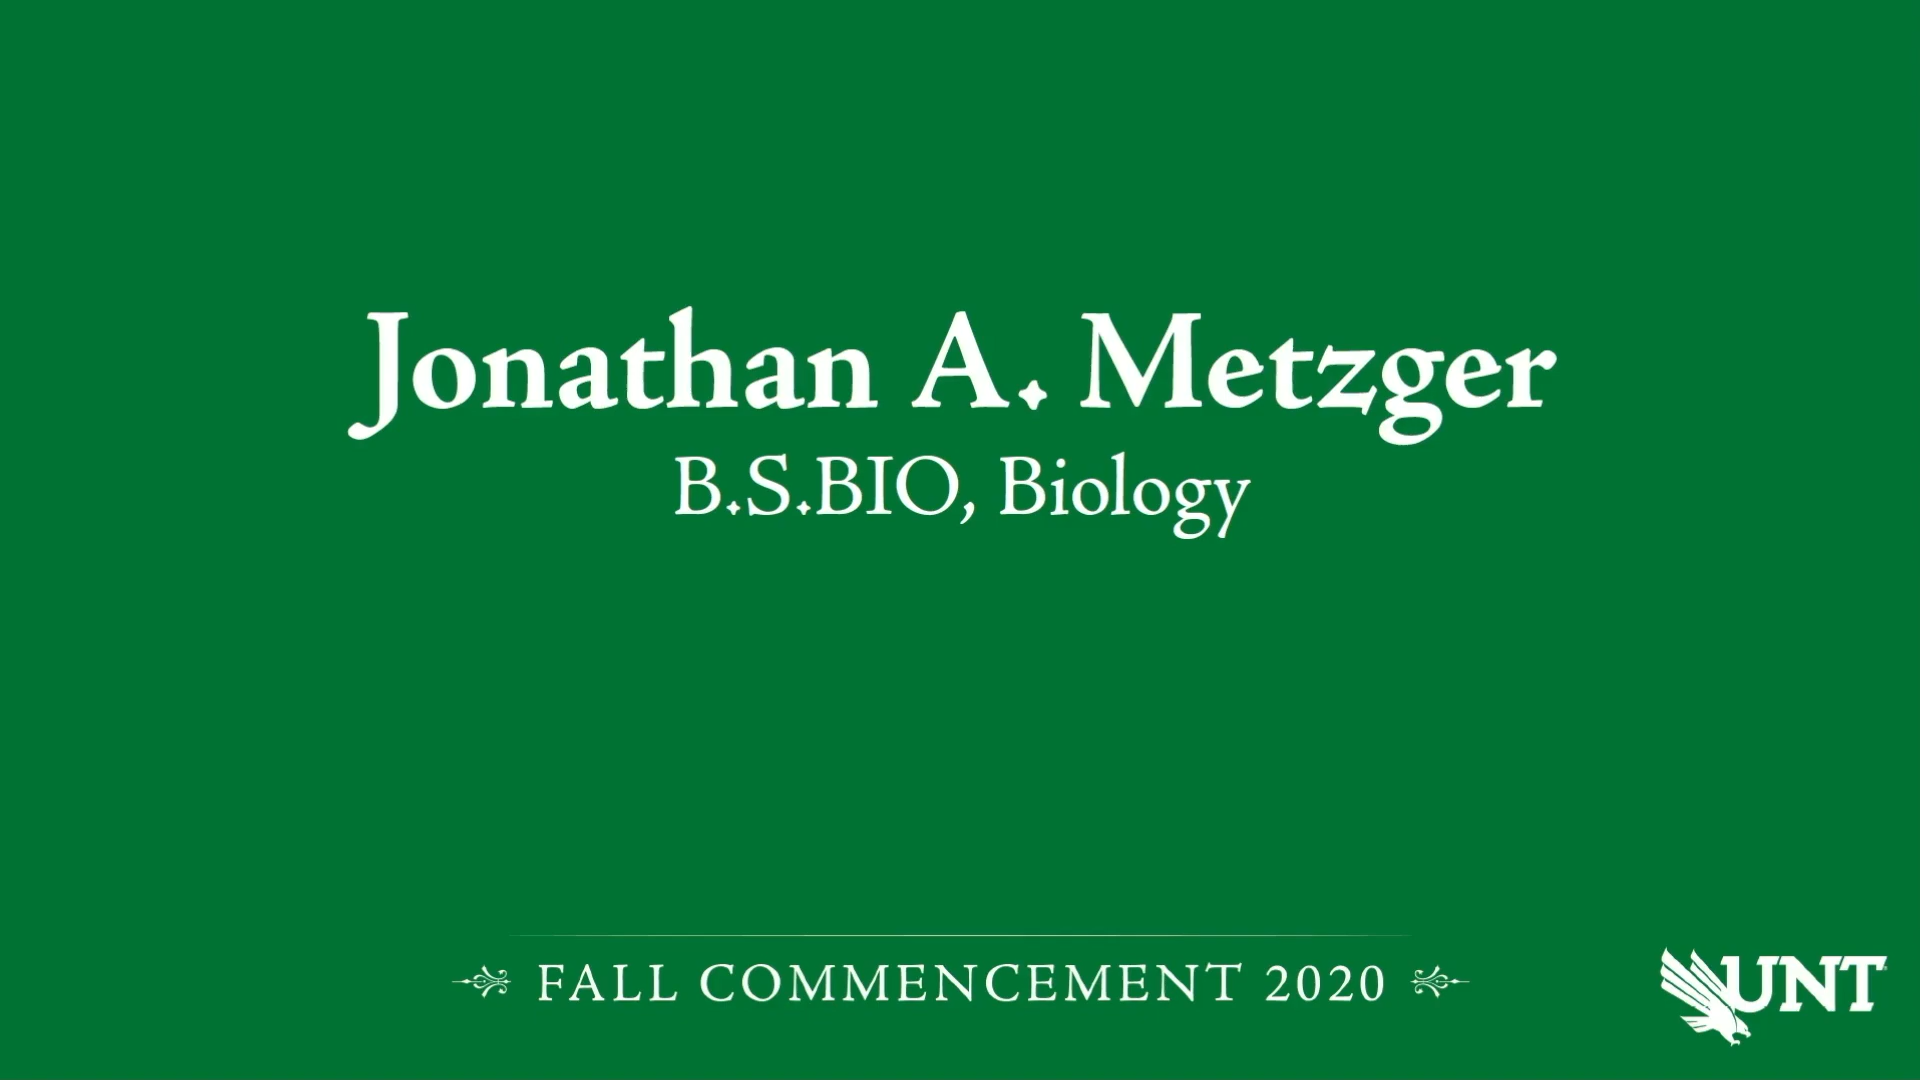 Jonathan A. Metzger
B.S.BIO, Biology
FALL COMMENCEMENT 2020
UNT